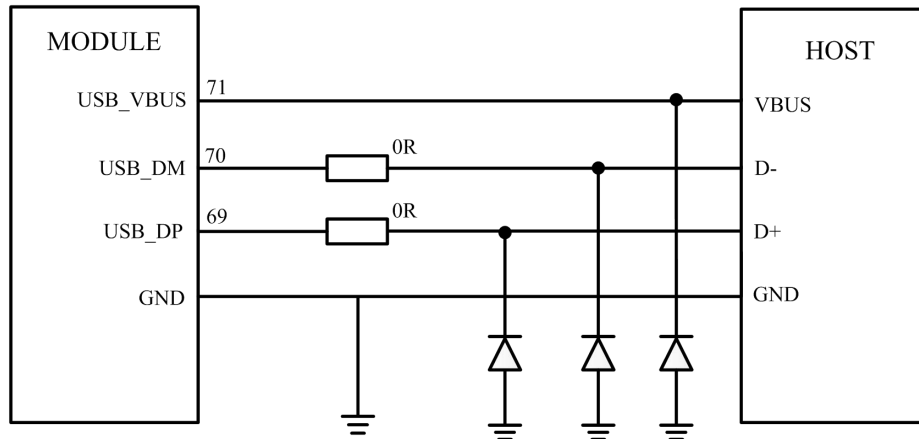 MODULE
HOST
USB_VBUS
71
VBUS
USB_DM
70
0R
D-
USB_DP
69
0R
D+
GND
GND